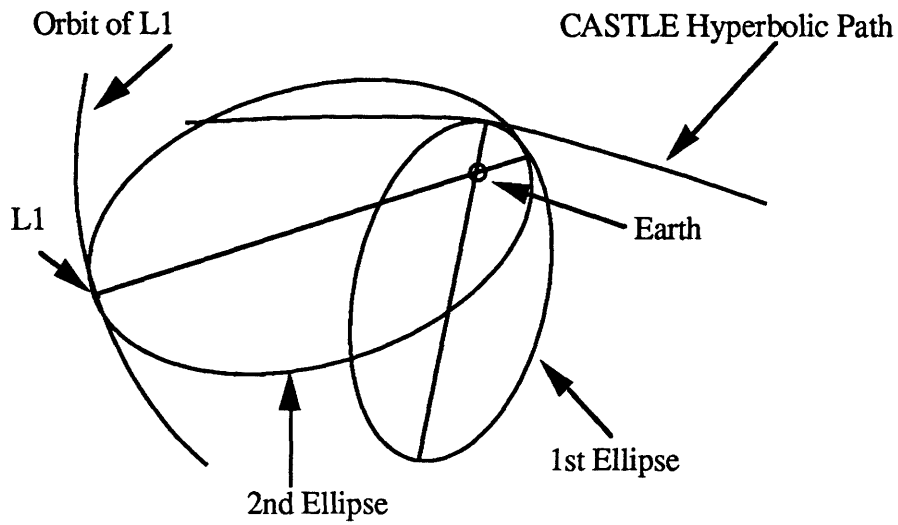 Orbit of L1
CASTLE Hyperbolic Path
L1
Earth
1st Ellipse
2nd Ellipse